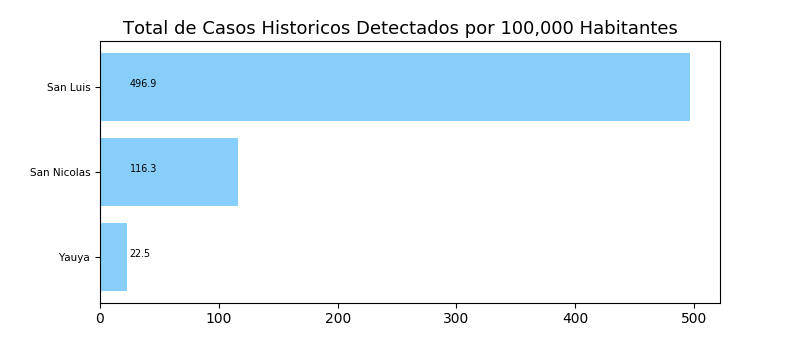 Total de Casos Historicos Detectados por 100,000 Habitantes
San Luis 496.9
San Nicolas 116.3
Yauya 22.5
0 100 200 300 400 500